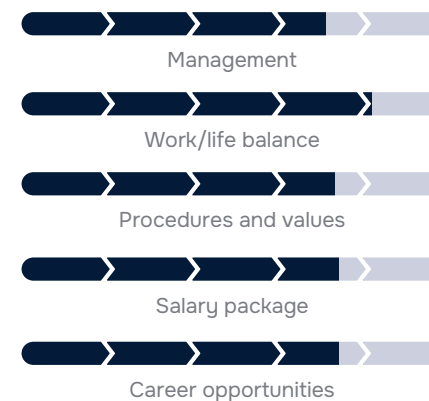 Management
Work/life balance
Procedures and values
Salary package
Career opportunities